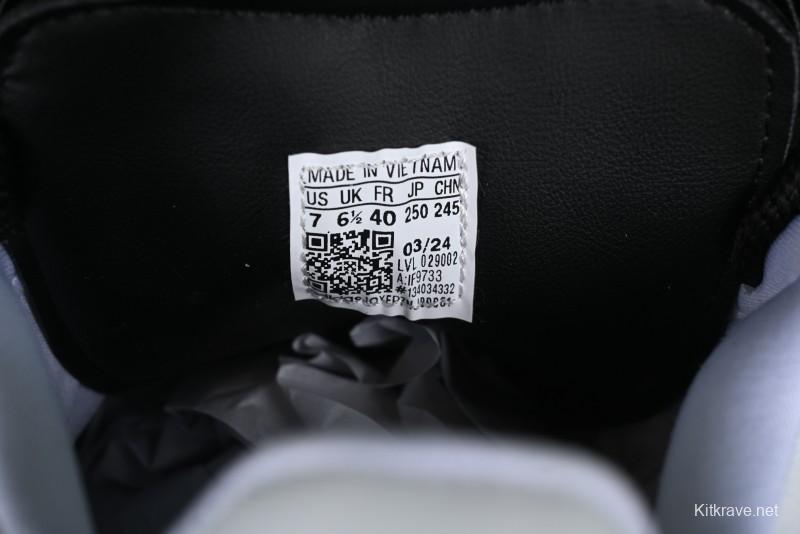 MADE IN VIETNAM
US UK FR JP CHN
7 6½ 40 250 245
03/24
LVL 029002
A:IF9733
#134034332
Kitkrave.net